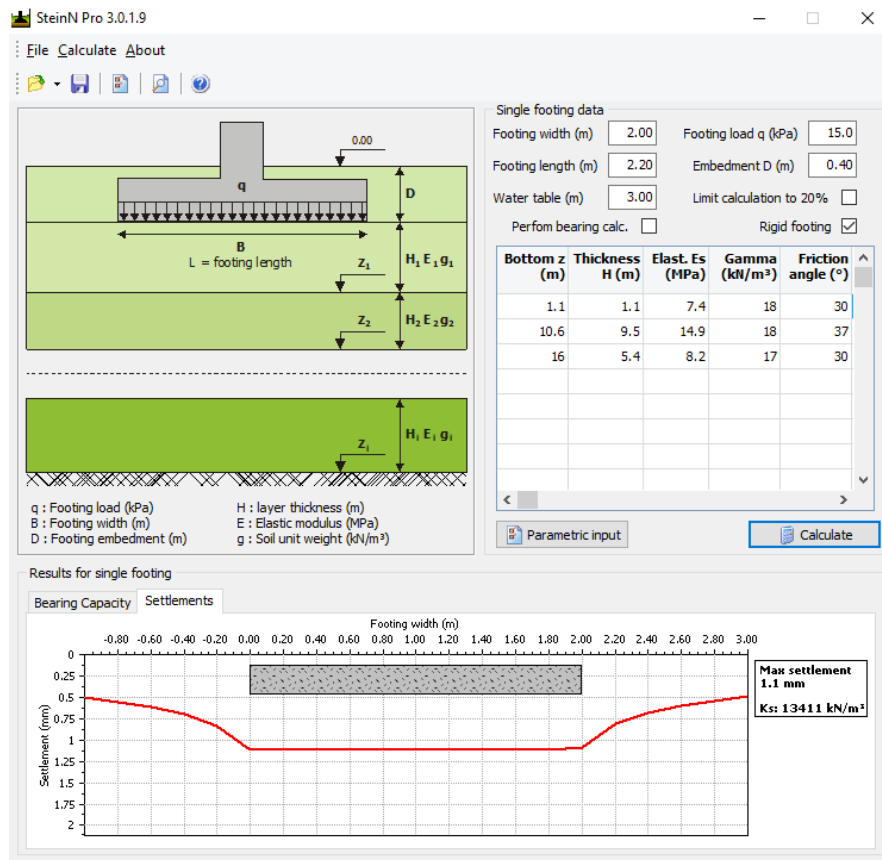 SteinN Pro 3.0.1.9
File Calculate About
0.00
q
D
B
L = footing length
Z1
H1 E1 g1
Z2
H2 E2 g2
Zi
Hi Ei gi
q : Footing load (kPa)
B : Footing width (m)
D : Footing embedment (m)
H : layer thickness (m)
E : Elastic modulus (MPa)
g : Soil unit weight (kN/m³)
Single footing data
Footing width (m) 2.00 Footing load q (kPa) 15.0
Footing length (m) 2.20 Embedment D (m) 0.40
Water table (m) 3.00 Limit calculation to 20%
Perfom bearing calc. Rigid footing
Bottom z Thickness Elast. Es Gamma Friction
(m) H (m) (MPa) (kN/m³) angle (°)
1.1 1.1 7.4 18 30
10.6 9.5 14.9 18 37
16 5.4 8.2 17 30
Parametric input Calculate
Results for single footing
Bearing Capacity Settlements
Footing width (m)
-0.80 -0.60 -0.40 -0.20 0.00 0.20 0.40 0.60 0.80 1.00 1.20 1.40 1.60 1.80 2.00 2.20 2.40 2.60 2.80 3.00
Settlement (mm)
0
0.25
0.5
0.75
1
1.25
1.5
1.75
2
Max settlement
1.1 mm
Ks: 13411 kN/m³